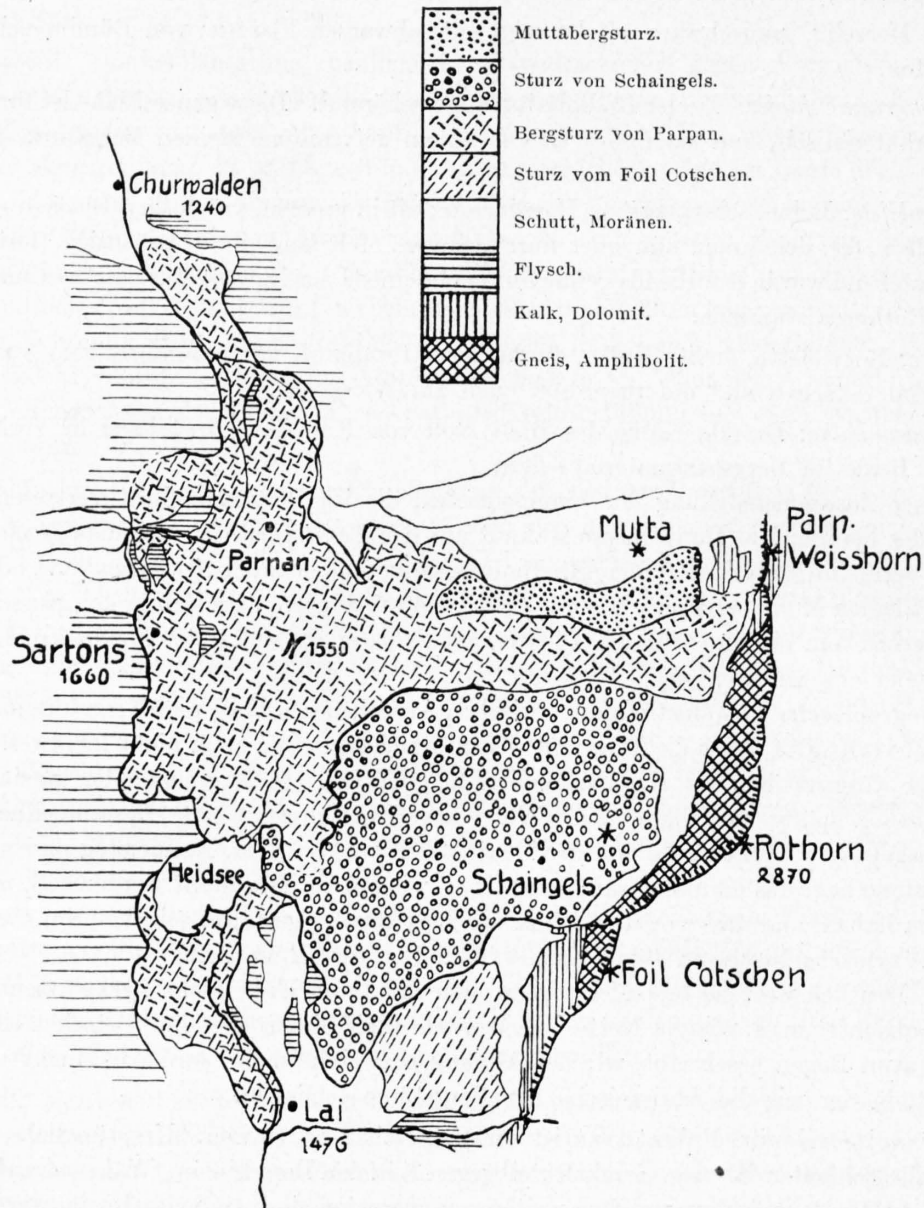 Muttabergsturz.
Sturz von Schaingels.
Bergsturz von Parpan.
Sturz vom Foil Cotschen.
Schutt, Moränen.
Flysch.
Kalk, Dolomit.
Gneis, Amphibolit.
Churwalden
1240
Mutta
Parp.
Weisshorn
Parpan
1550
Sartons
1660
Rothorn
2870
Heidsee
Schaingels
Foil Cotschen
Lai
1476